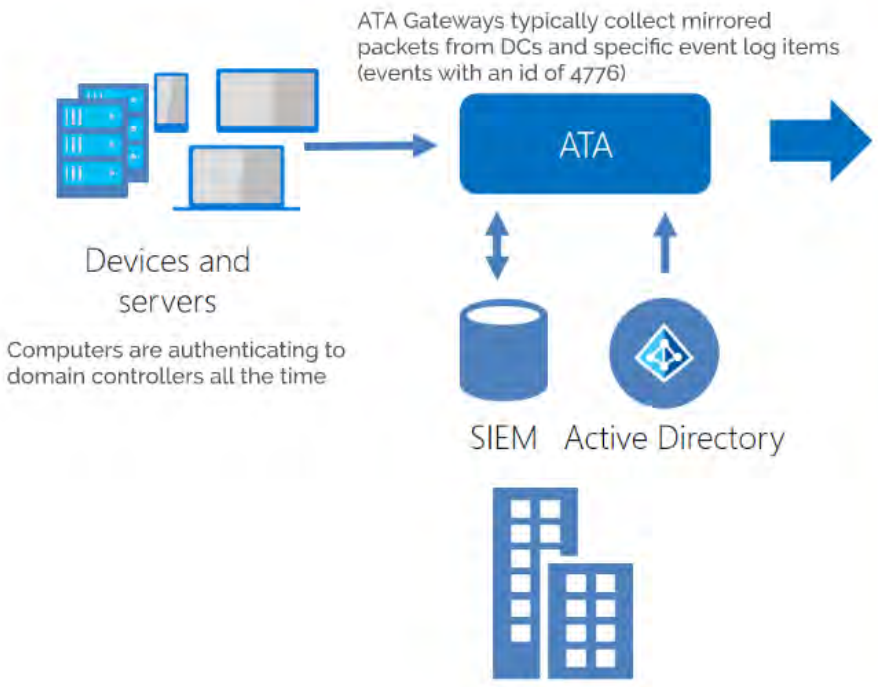 ATA Gateways typically collect mirrored
packets from DCs and specific event log items
(events with an id of 4776)
ATA
Devices and
servers
Computers are authenticating to
domain controllers all the time
SIEM
Active Directory